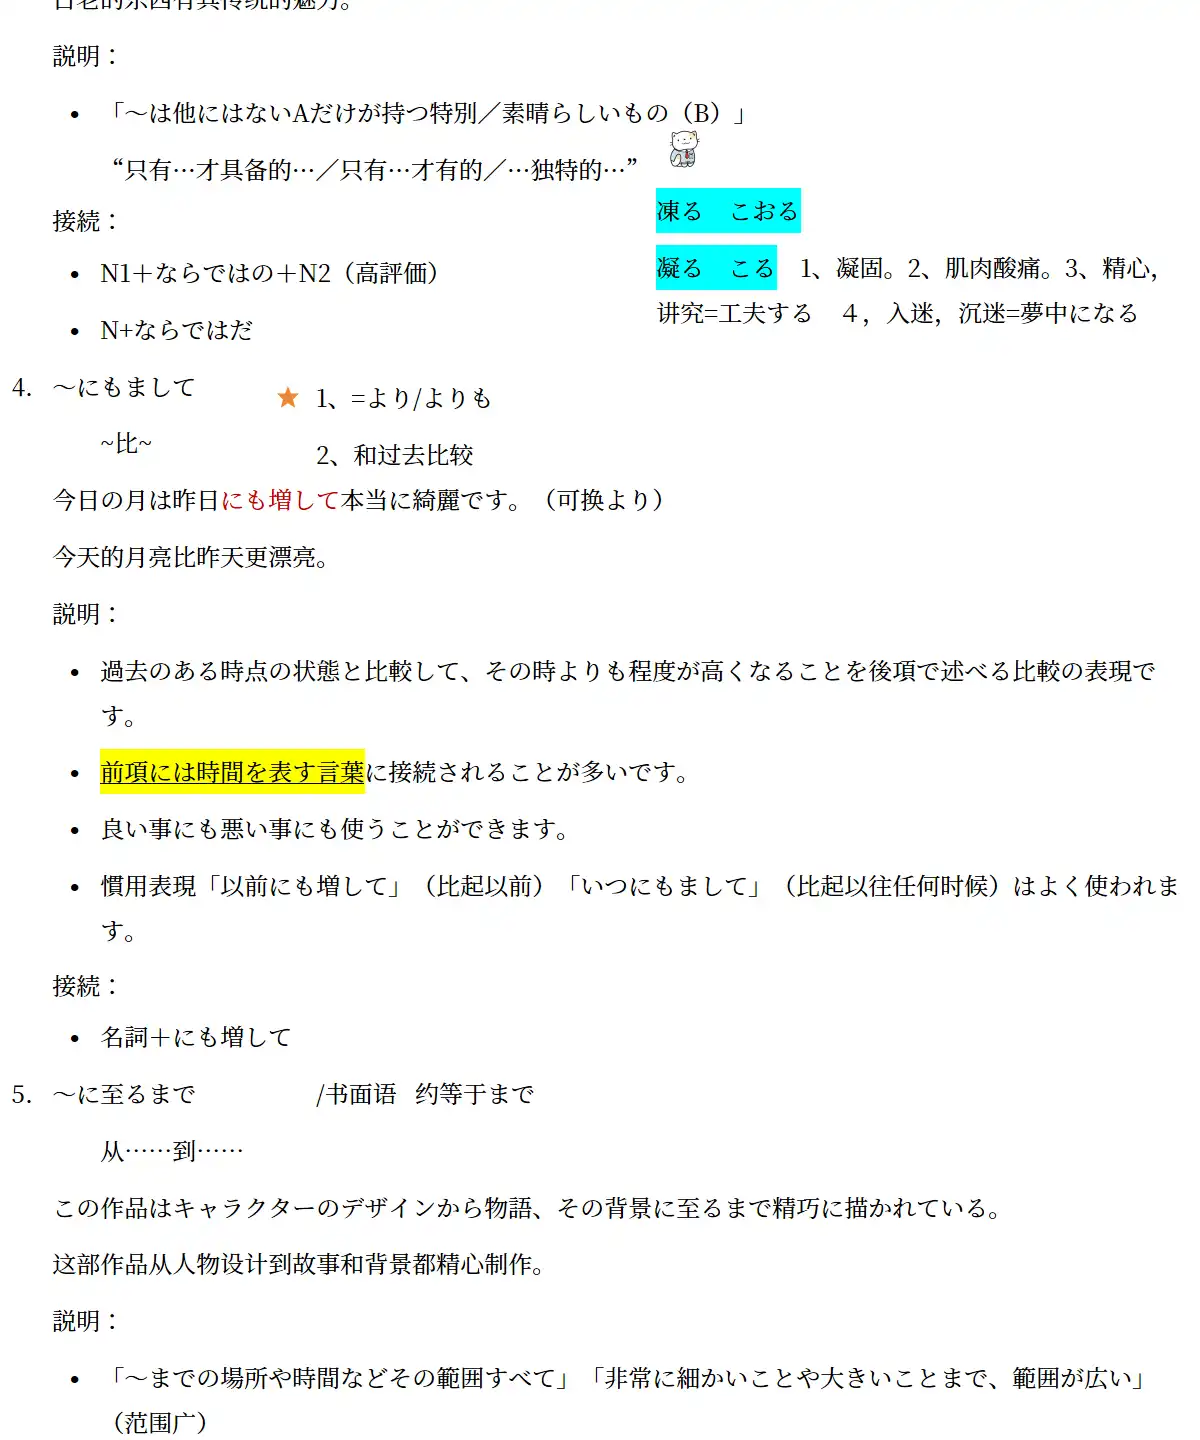 古老的东西有其传统的魅力。
説明：
• 「～は他にはないAだけが持つ特別／素晴らしいもの（B）」
“只有…才具备的…／只有…才有的／…独特的…”
接続：
• N1＋ならではの＋N2（高評価）
• N+ならではだ
凍る　こおる
凝る　こる　1、凝固。2、肌肉酸痛。3、精心，
讲究=工夫する　４，入迷，沉迷=夢中になる
4. ～にもまして
★ 1、=より/よりも
~比~
2、和过去比较
今日の月は昨日にも増して本当に綺麗です。（可换より）
今天的月亮比昨天更漂亮。
説明：
• 過去のある時点の状態と比較して、その時よりも程度が高くなることを後項で述べる比較の表現で
す。
• 前項には時間を表す言葉に接続されることが多いです。
• 良い事にも悪い事にも使うことができます。
• 慣用表現「以前にも増して」（比起以前）「いつにもまして」（比起以往任何时候）はよく使われま
す。
接続：
• 名詞＋にも増して
5. ～に至るまで　/书面语 约等于まで
从……到……
この作品はキャラクターのデザインから物語、その背景に至るまで精巧に描かれている。
这部作品从人物设计到故事和背景都精心制作。
説明：
• 「～までの場所や時間などその範囲すべて」「非常に細かいことや大きいことまで、範囲が広い」
（范围广）